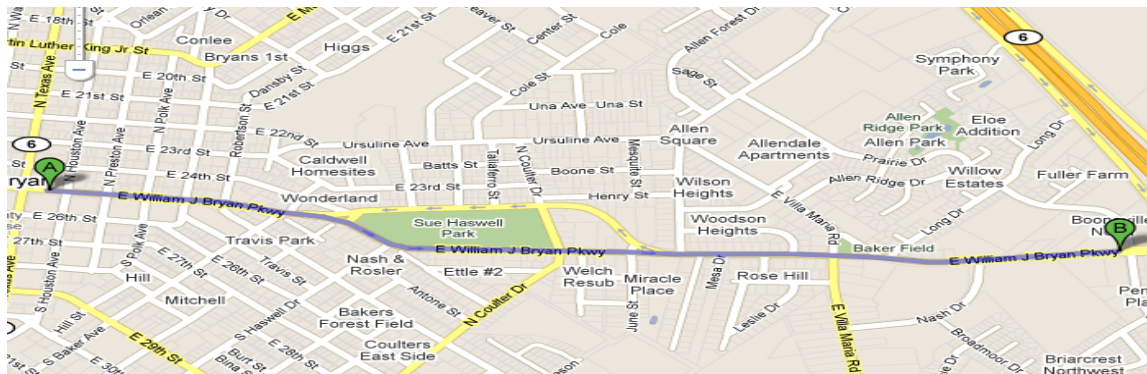 E 18th St
Orlean
Conlee
tin Luther King Jr St
Bryans 1st
E 20th St
E 21st St
Dansby St
E 21st St
Higgs
E 21st St
eaver St
Center St
Cole
Cole St
Allen Forest Dr
Sage St
6
Symphony Park
N Texas Ave
N Houston Ave
N Preston Ave
N Polk Ave
Robertson St
E 22nd St
E 23rd St
E 24th St
Caldwell Homesites
Wonderland
Una Ave
Una St
Ursuline Ave
Ursuline Ave
Batts St
E 23rd St
Taliaferro St
N Coulter Dr
Boone St
Mesquite St
Henry St
Allen Square
Wilson Heights
Woodson Heights
Allendale Apartments
Allen Ridge Park
Allen Park
Eloe Addition
Prairie Dr
Allen Ridge Dr
Willow Estates
Long Dr
Long Dr
Fuller Farm
6
A
ryan
E William J Bryan Pkwy
Sue Haswell Park
E William J Bryan Pkwy
E Villa Maria Rd
Baker Field
E William J Bryan Pkwy
B
E 26th St
27th St
S Houston Ave
S Polk Ave
Hill
E 27th St
E 26th St
Travis Park
Travis St
Nash & Rosler
Ettle #2
Antone St
N Coulter Dr
Welch Resub
Miracle Place
June St
Mesa Dr
Rose Hill
Leslie Dr
E Villa Maria Rd
Nash Dr
Broadmoor Dr
Briarcrest Northwest
Mitchell
Hill St
S Baker Ave
E 29th St
S Haswell Dr
Bakers Forest Field
Coulters East Side
Burt St
E 28th St
E 30th